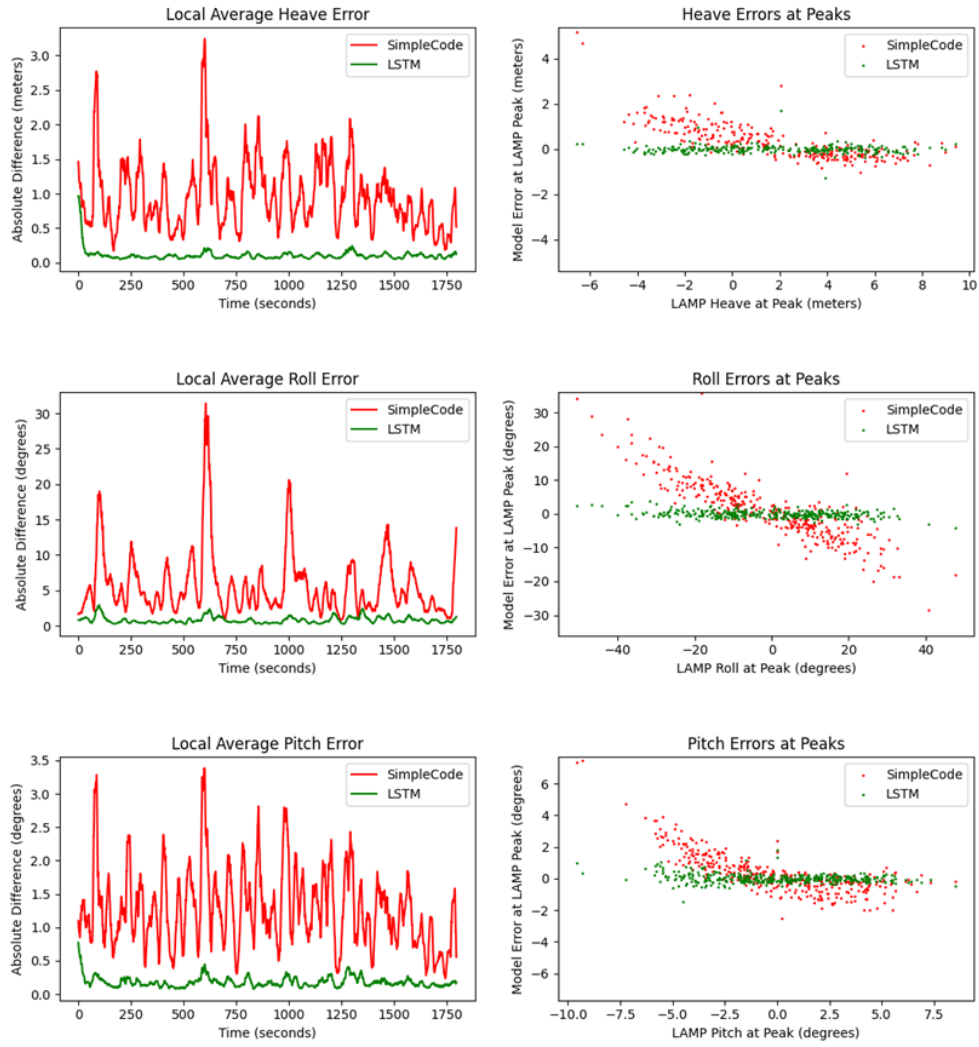 Local Average Heave Error
Absolute Difference (meters)
3.0
2.5
2.0
1.5
1.0
0.5
0.0
SimpleCode
LSTM
0 250 500 750 1000 1250 1500 1750
Time (seconds)
Heave Errors at Peaks
Model Error at LAMP Peak (meters)
4
2
0
−2
−4
SimpleCode
LSTM
−6 −4 −2 0 2 4 6 8 10
LAMP Heave at Peak (meters)
Local Average Roll Error
Absolute Difference (degrees)
30
25
20
15
10
5
0
SimpleCode
LSTM
0 250 500 750 1000 1250 1500 1750
Time (seconds)
Roll Errors at Peaks
Model Error at LAMP Peak (degrees)
30
20
10
0
−10
−20
−30
SimpleCode
LSTM
−40 −20 0 20 40
LAMP Roll at Peak (degrees)
Local Average Pitch Error
Absolute Difference (degrees)
3.5
3.0
2.5
2.0
1.5
1.0
0.5
0.0
SimpleCode
LSTM
0 250 500 750 1000 1250 1500 1750
Time (seconds)
Pitch Errors at Peaks
Model Error at LAMP Peak (degrees)
6
4
2
0
−2
−4
−6
SimpleCode
LSTM
−10.0 −7.5 −5.0 −2.5 0.0 2.5 5.0 7.5
LAMP Pitch at Peak (degrees)